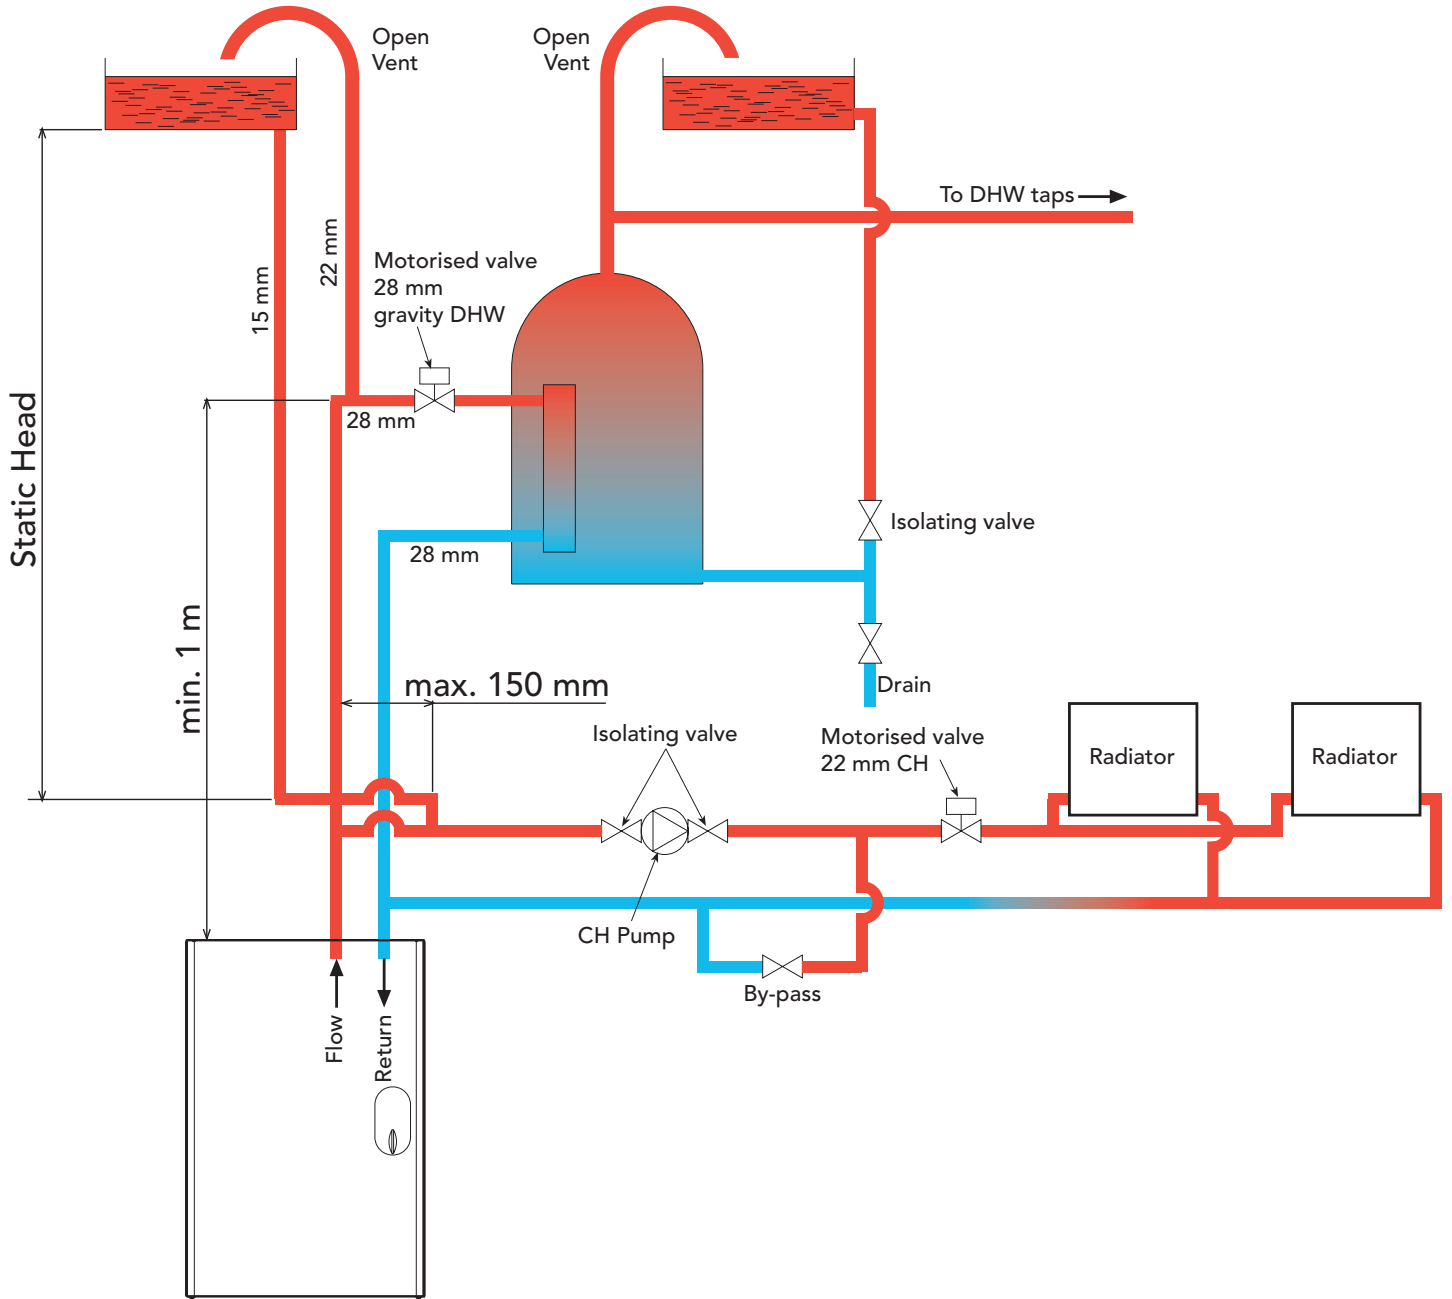 Open
Vent
Open
Vent
To DHW taps
22 mm
15 mm
Motorised valve
28 mm
gravity DHW
28 mm
Static Head
Isolating valve
28 mm
min. 1 m
max. 150 mm
Drain
Isolating valve
Motorised valve
22 mm CH
Radiator
Radiator
CH Pump
By-pass
Flow
Return